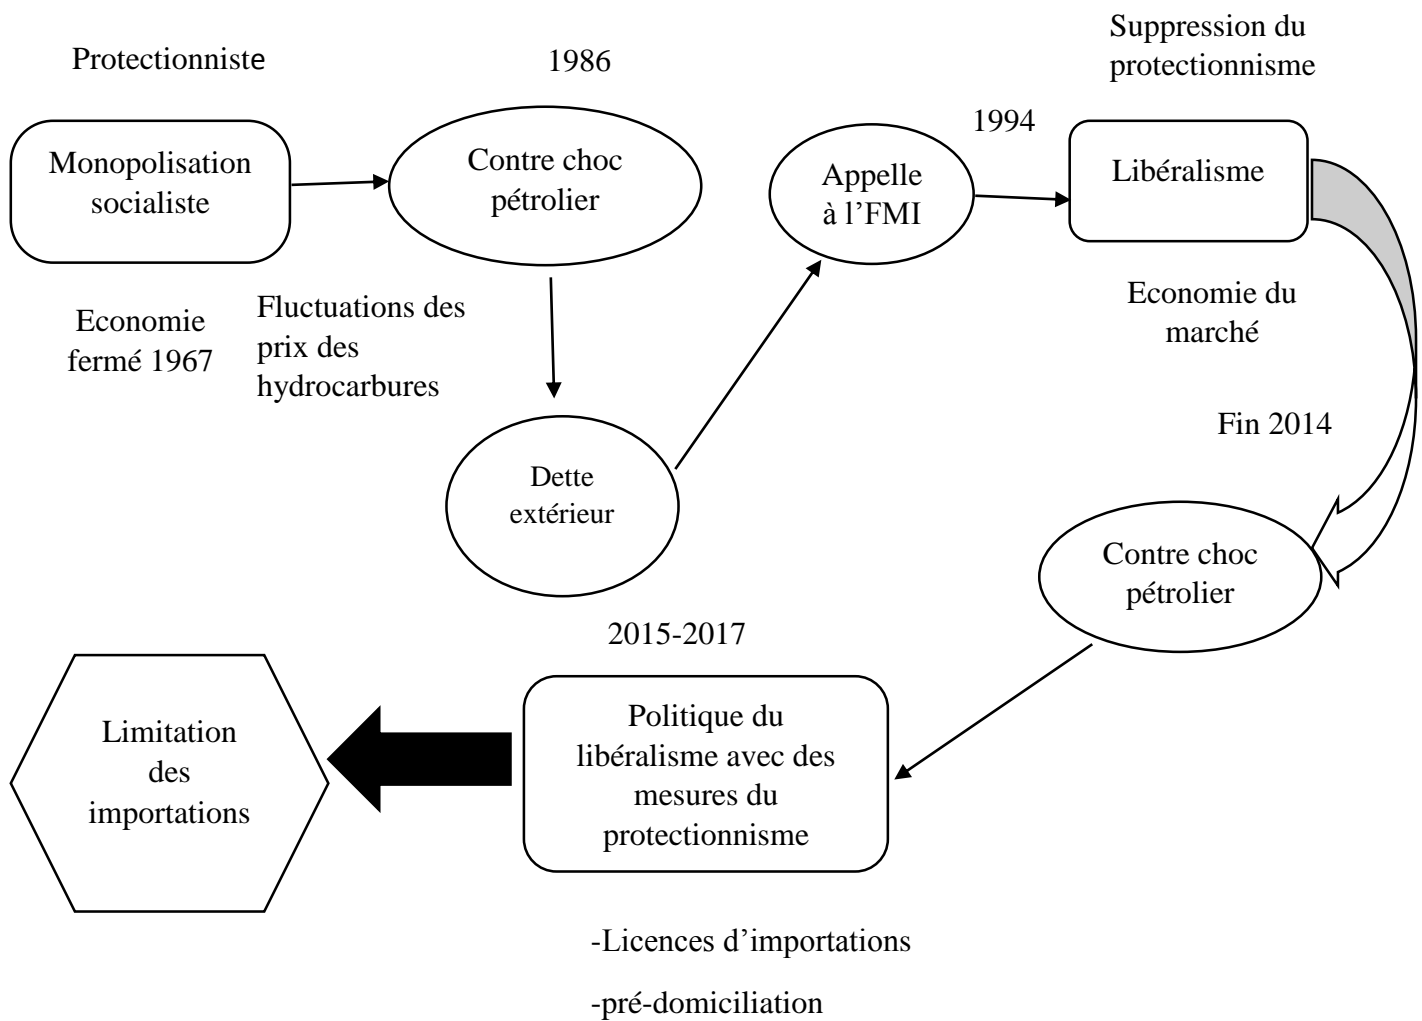 Protectionniste
1986
Suppression du
protectionnisme
1994
Monopolisation
socialiste
Contre choc
pétrolier
Appelle
à l’FMI
Libéralisme
Economie
fermé 1967
Fluctuations des
prix des
hydrocarbures
Economie du
marché
Fin 2014
Dette
extérieur
Contre choc
pétrolier
2015-2017
Politique du
libéralisme avec des
mesures du
protectionnisme
Limitation
des
importations
-Licences d’importations
-pré-domiciliation